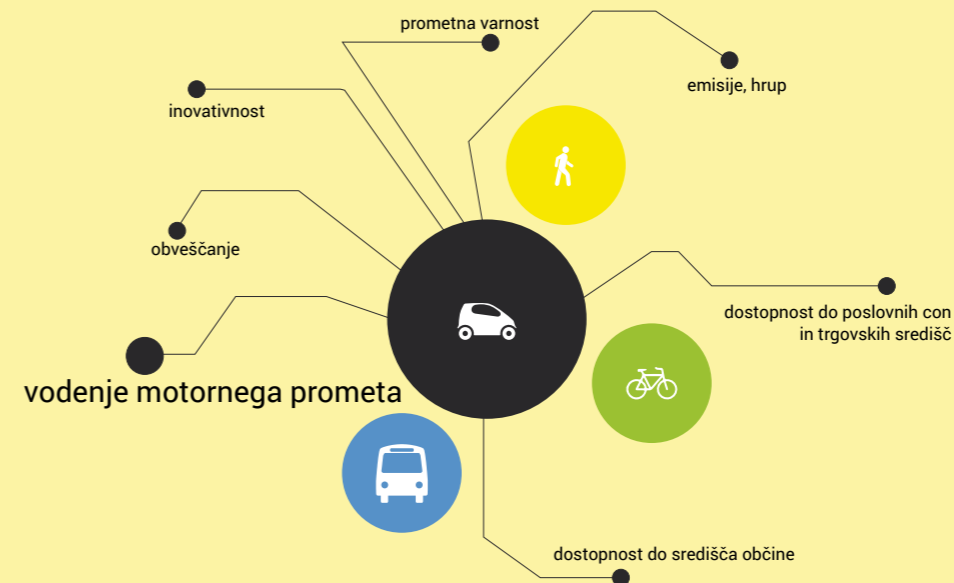 prometna varnost
emisije, hrup
inovativnost
obveščanje
dostopnost do poslovnih con
in trgovskih središč
vodenje motornega prometa
dostopnost do središča občine